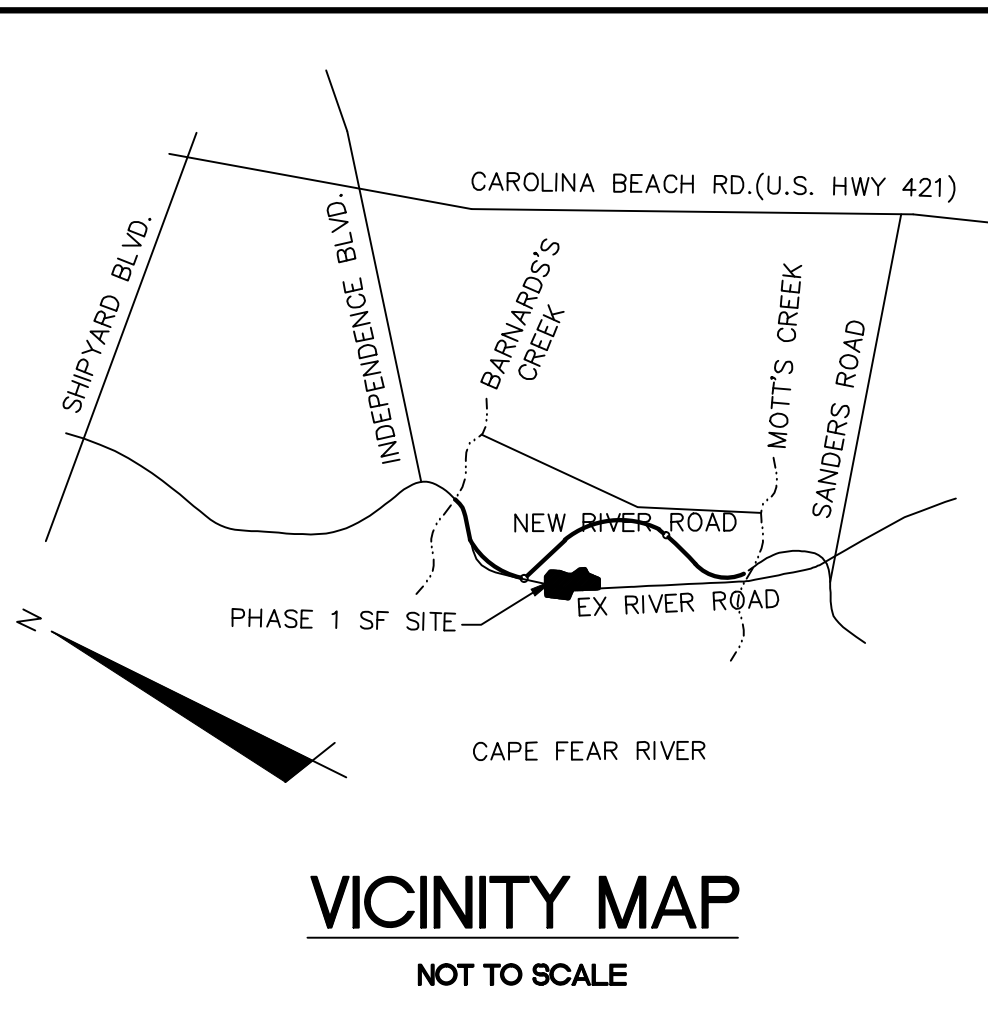 CAROLINA BEACH RD.(U.S. HWY 421)
SHIPYARD BLVD.
INDEPENDENCE BLVD.
BARNARDS'S
CREEK
MOTT'S CREEK
SANDERS ROAD
NEW RIVER ROAD
EX RIVER ROAD
PHASE 1 SF SITE
N
CAPE FEAR RIVER
VICINITY MAP
NOT TO SCALE